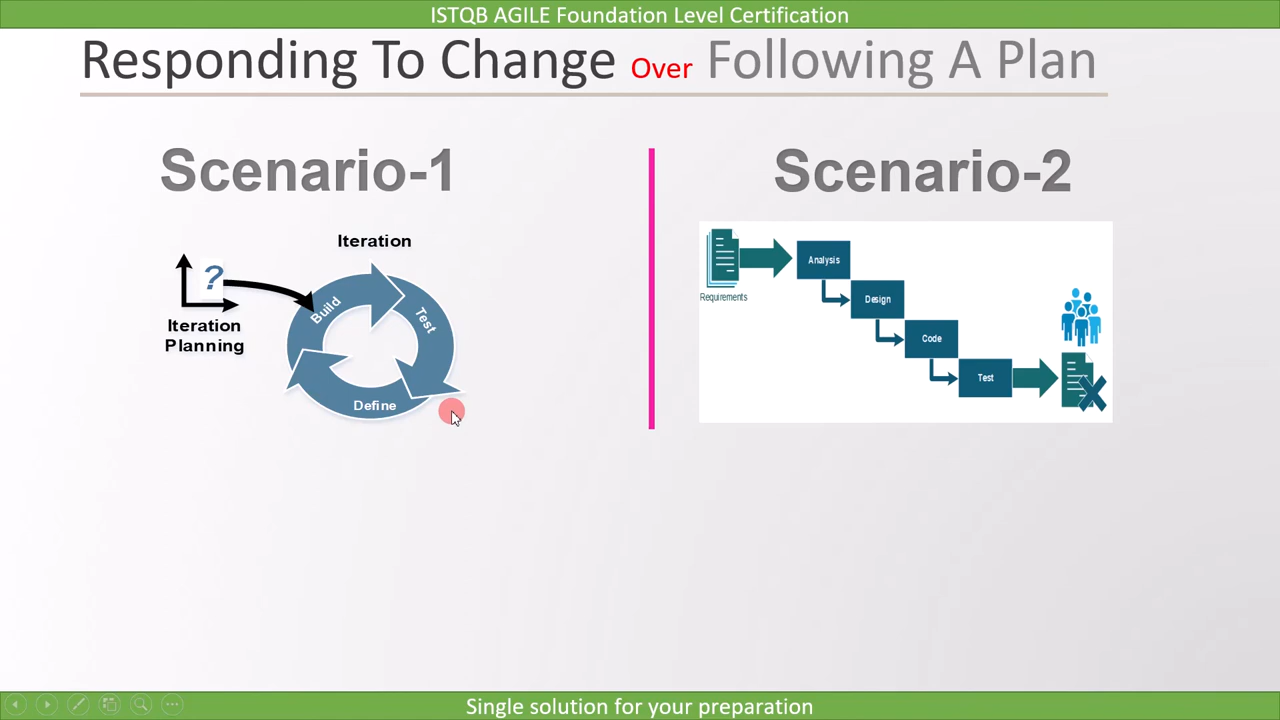 ISTQB AGILE Foundation Level Certification
Responding To Change Over Following A Plan
Scenario-1
Iteration
?
Iteration
Planning
Build
Test
Define
Scenario-2
Requirements
Analysis
Design
Code
Test
Single solution for your preparation